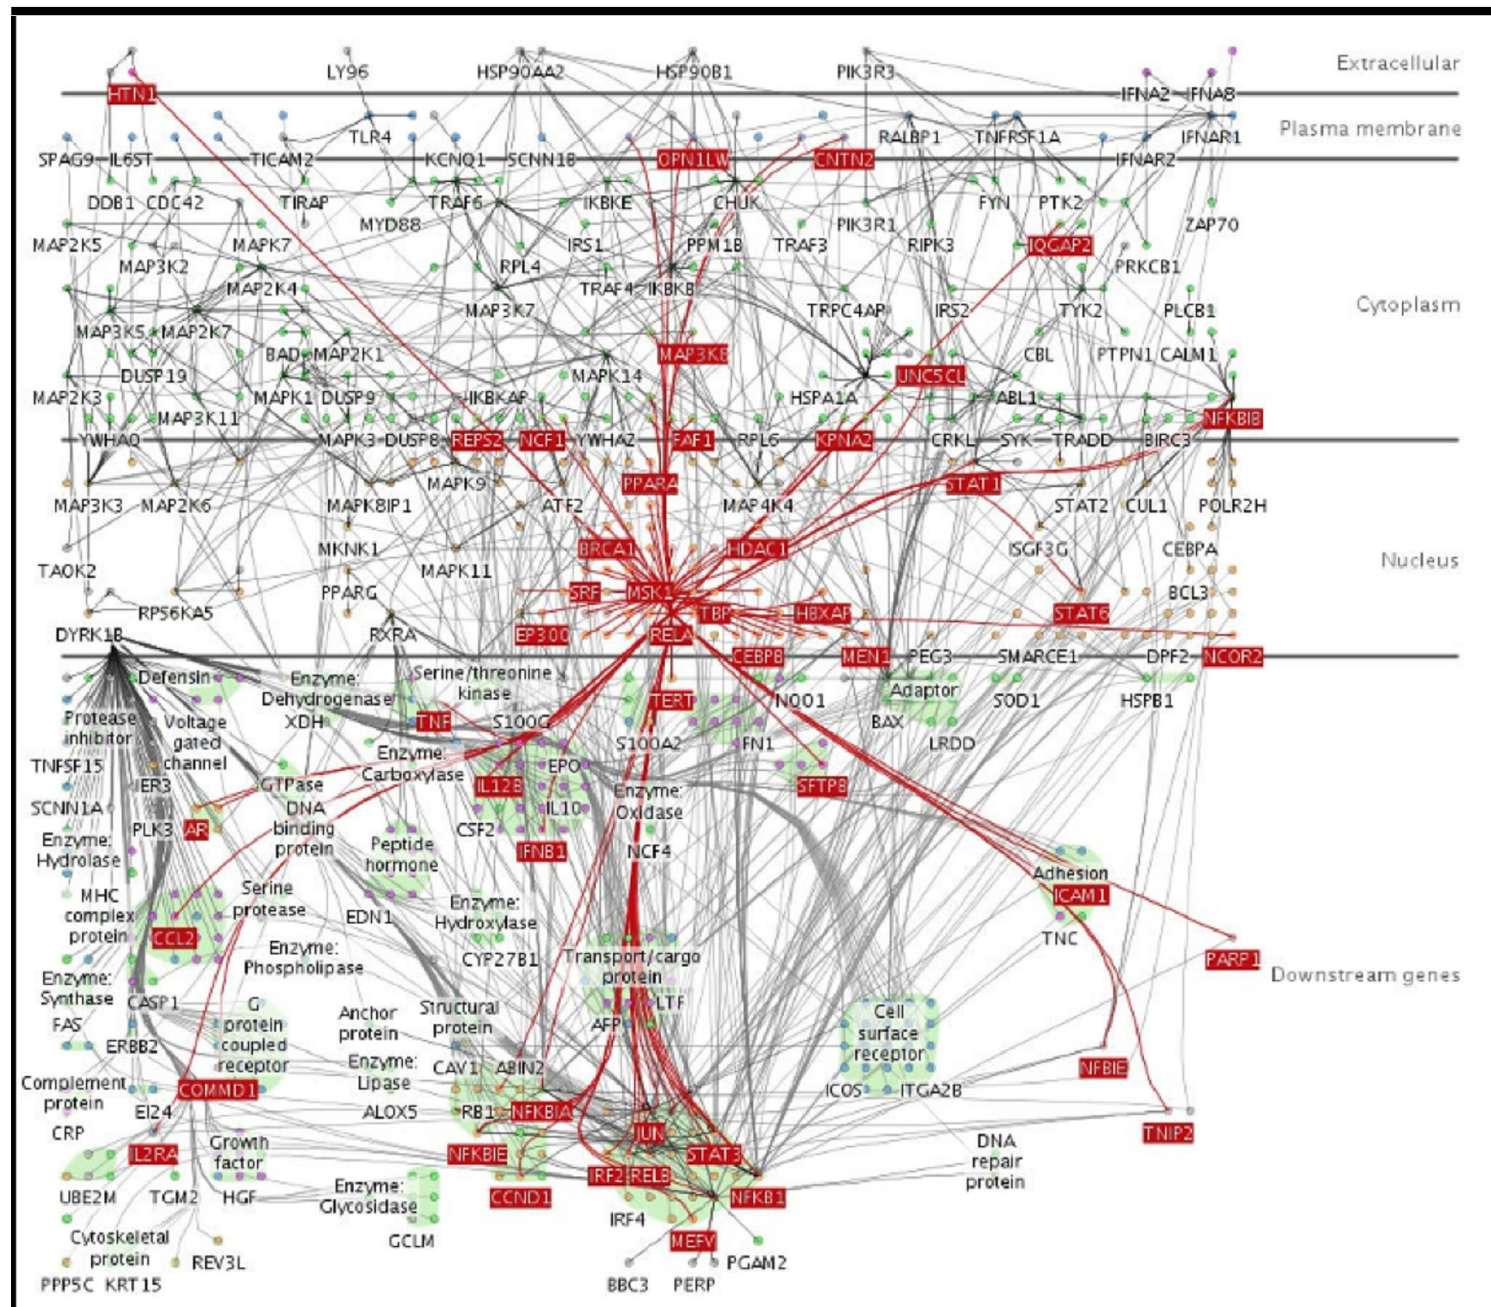 Extracellular
LY96
HSP90AA2
HSP90B1
PIK3R3
HTN1
IFNA2
IFNA8
Plasma membrane
TLR4
RALBP1
TNFRSF1A
IFNAR1
SPAG9
IL6ST
TICAM2
KCNQ1
SCNN1B
OPN1LW
CNTN2
IFNAR2
DDB1
CDC42
TIRAP
MYD88
TRAF6
IKBKE
CHUK
PIK3R1
FYN
PTK2
ZAP70
MAP2K5
MAPK7
MAP3K2
IRS1
PPM1B
TRAF3
RIPK3
IQGAP2
RPL4
PRKCB1
MAP2K4
TRAF4
IKBKB
Cytoplasm
MAP3K5
MAP2K7
MAP3K7
TRPC4AP
IRS2
TYK2
PLCB1
BAD
MAP2K1
MAP3K8
CBL
PTPN1
CALM1
DUSP19
MAPK14
UNC5CL
MAP2K3
MAP3K11
MAPK1
DUSP9
IKBKAP
HSPA1A
ABL1
NFKBIB
YWHAQ
MAPK3
DUSP8
REPS2
NCF1
YWHAZ
FAF1
RPL6
KPNA2
CRKL
SYK
TRADD
BIRC3
MAPK9
PPARA
STAT1
MAP3K3
MAP2K6
MAPK8IP1
ATF2
MAP4K4
STAT2
CUL1
POLR2H
MKNK1
BRCA1
HDAC1
ISGF3G
CEBPA
Nucleus
TAOK2
MAPK11
RPS6KA5
PPARG
SRF
MSK1
BCL3
DYRK1B
RXRA
EP300
TBP
HBXAP
STAT6
RELA
CEBPB
MEN1
PEG3
SMARCE1
DPF2
NCOR2
Defensin
Enzyme:
Dehydrogenase
Serine/threonine
kinase
TERT
NQO1
Adaptor
SOD1
HSPB1
Protease
inhibitor
Voltage
gated
channel
XDH
TNF
S100G
S100A2
FN1
BAX
LRDD
TNFSF15
IER3
GTPase
Enzyme:
Carboxylase
IL12B
EPO
Enzyme:
Oxidase
SFTPB
SCNN1A
PLK3
AR
DNA
binding
protein
CSF2
IL10
Enzyme:
Hydrolase
Peptide
hormone
IFNB1
NCF4
MHC
complex
protein
Serine
protease
EDN1
Enzyme:
Hydroxylase
Adhesion
ICAM1
CCL2
Enzyme:
Phospholipase
CYP27B1
Transport/cargo
protein
TNC
PARP1
Enzyme:
Synthase
CASP1
Downstream genes
FAS
ERBB2
G
protein
coupled
receptor
Anchor
protein
Structural
protein
AFP
LTF
Cell
surface
receptor
Complement
protein
COMMD1
Enzyme:
Lipase
CAV1
ABIN2
ICOS
ITGA2B
NFBIE
CRP
EI24
ALOX5
RB1
NFKBIA
JUN
TNIP2
IL2RA
Growth
factor
NFKBIE
STAT3
DNA
repair
protein
UBE2M
TGM2
HGF
Enzyme:
Glycosidase
CCND1
IRF2
RELB
NFKB1
IRF4
Cytoskeletal
protein
REV3L
GCLM
MEFV
PGAM2
PPP5C
KRT15
BBC3
PERP